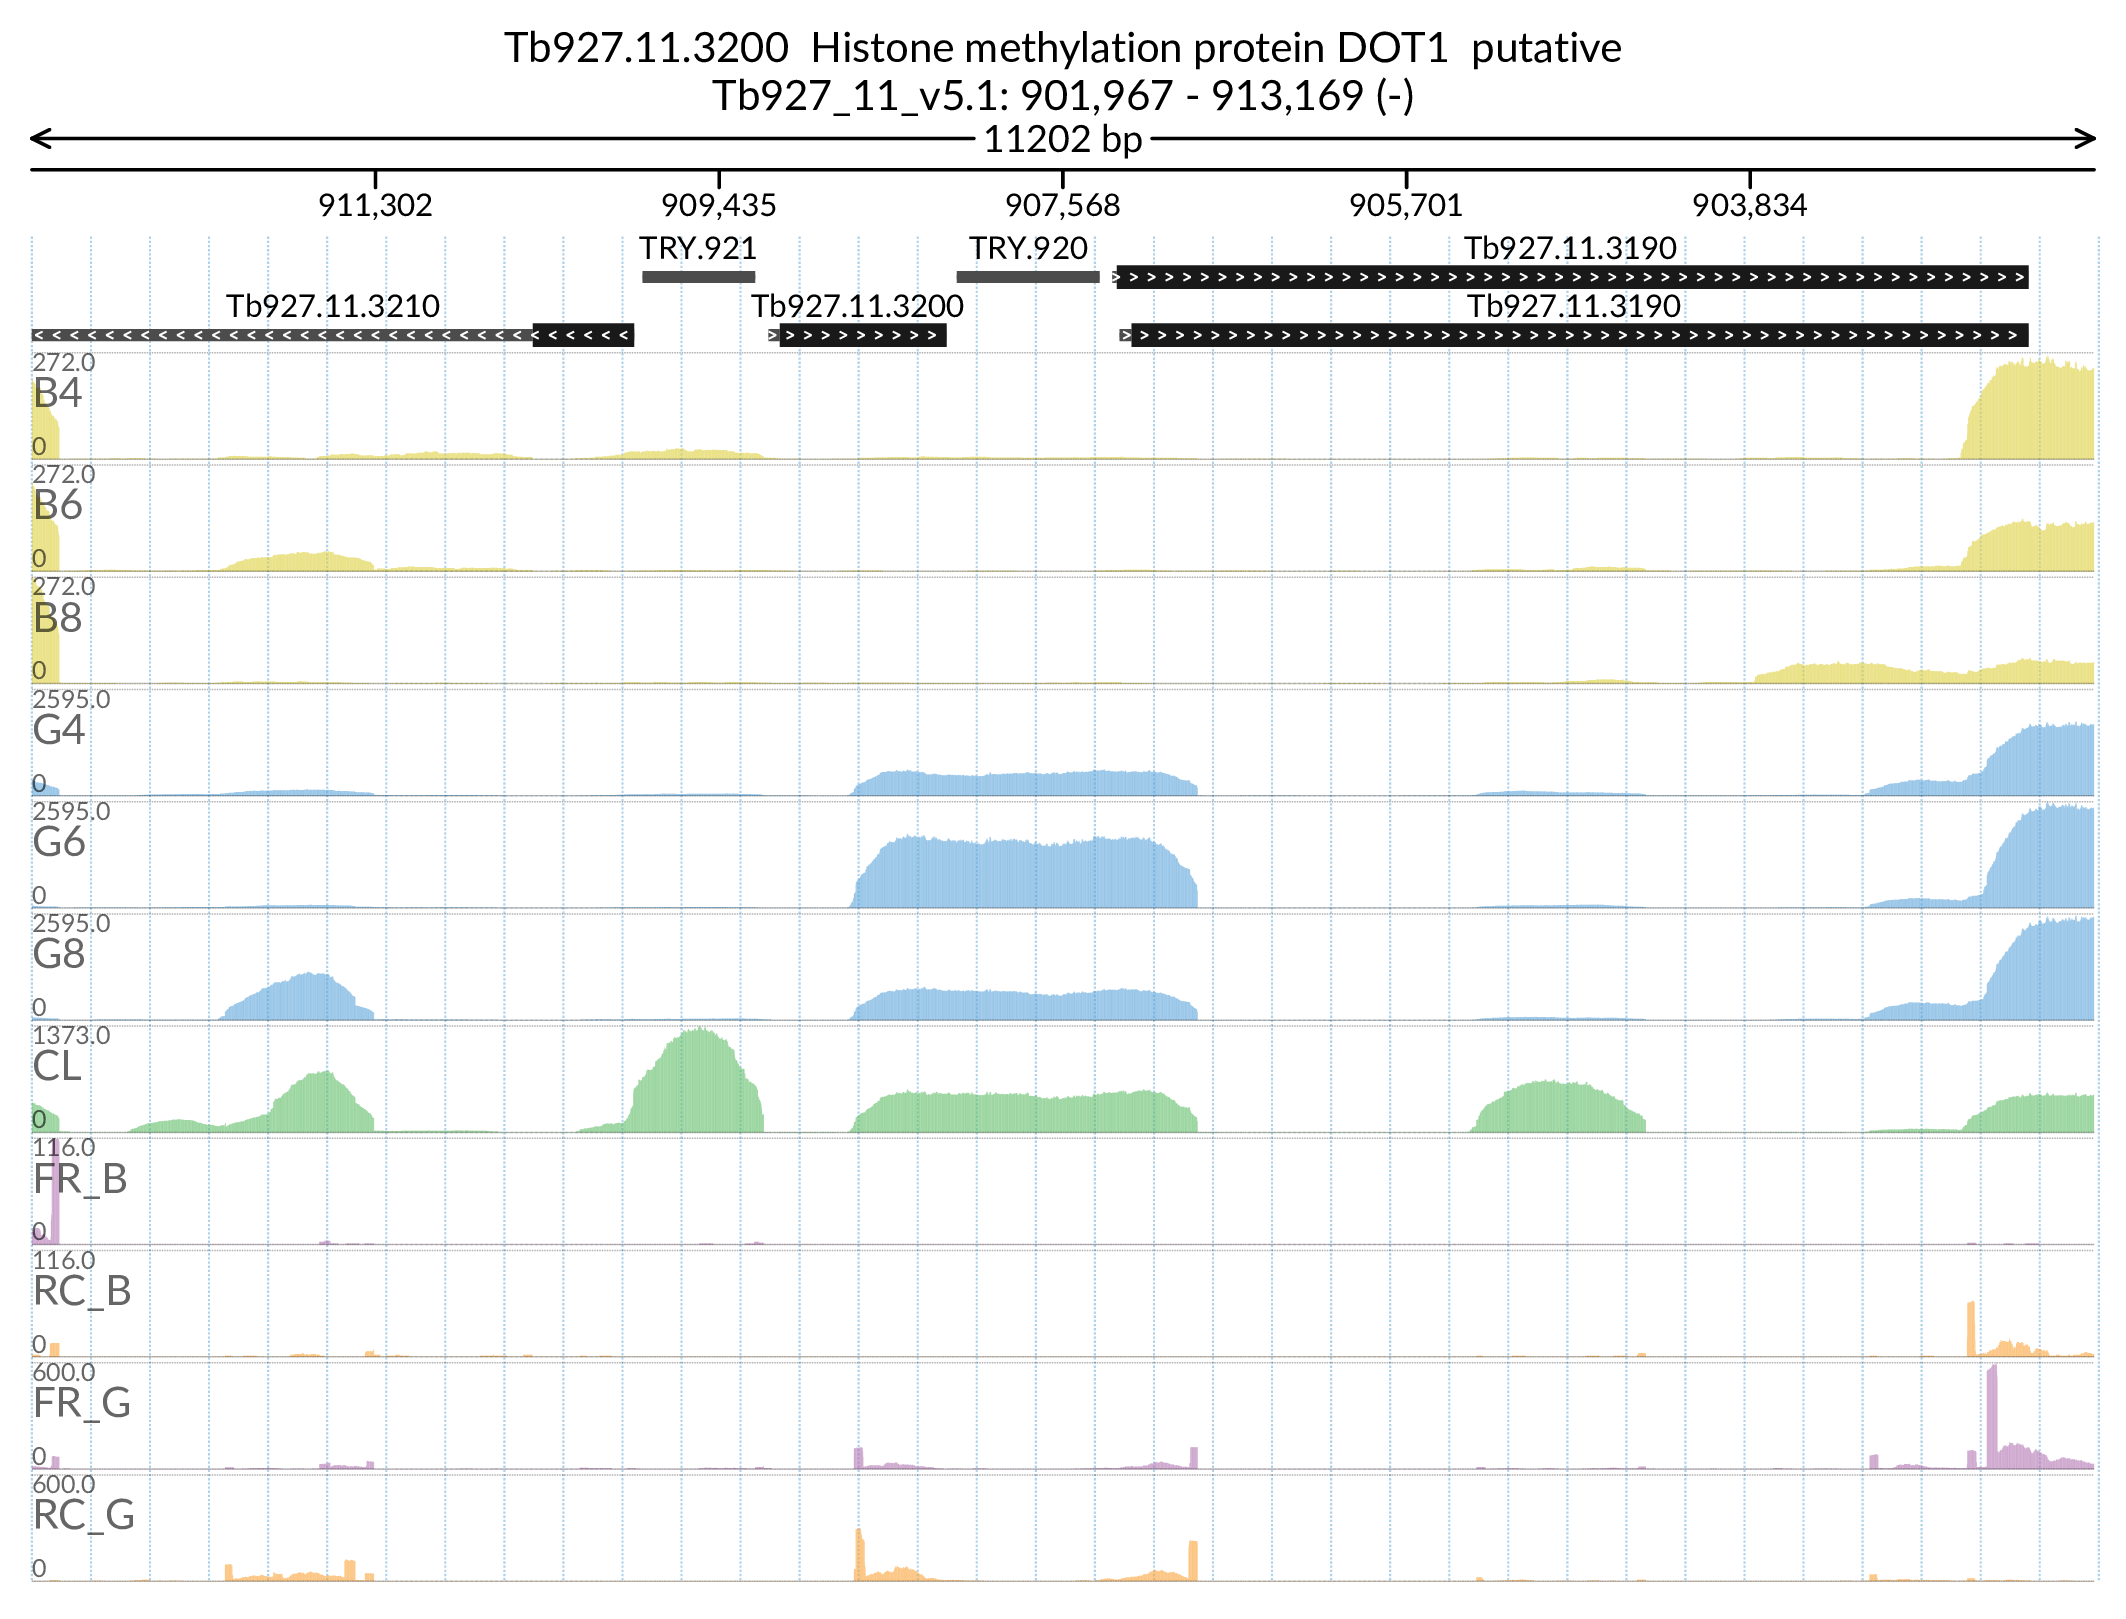 Tb927.11.3200  Histone methylation protein DOT1  putative
Tb927_11_v5.1: 901,967 - 913,169 (-)
11202 bp
911,302 909,435 907,568 905,701 903,834
TRY.921 TRY.920 Tb927.11.3190
Tb927.11.3210 Tb927.11.3200 Tb927.11.3190
272.0
B4
0
272.0
B6
0
272.0
B8
0
2595.0
G4
0
2595.0
G6
0
2595.0
G8
0
1373.0
CL
0
116.0
FR_B
0
116.0
RC_B
0
600.0
FR_G
0
600.0
RC_G
0